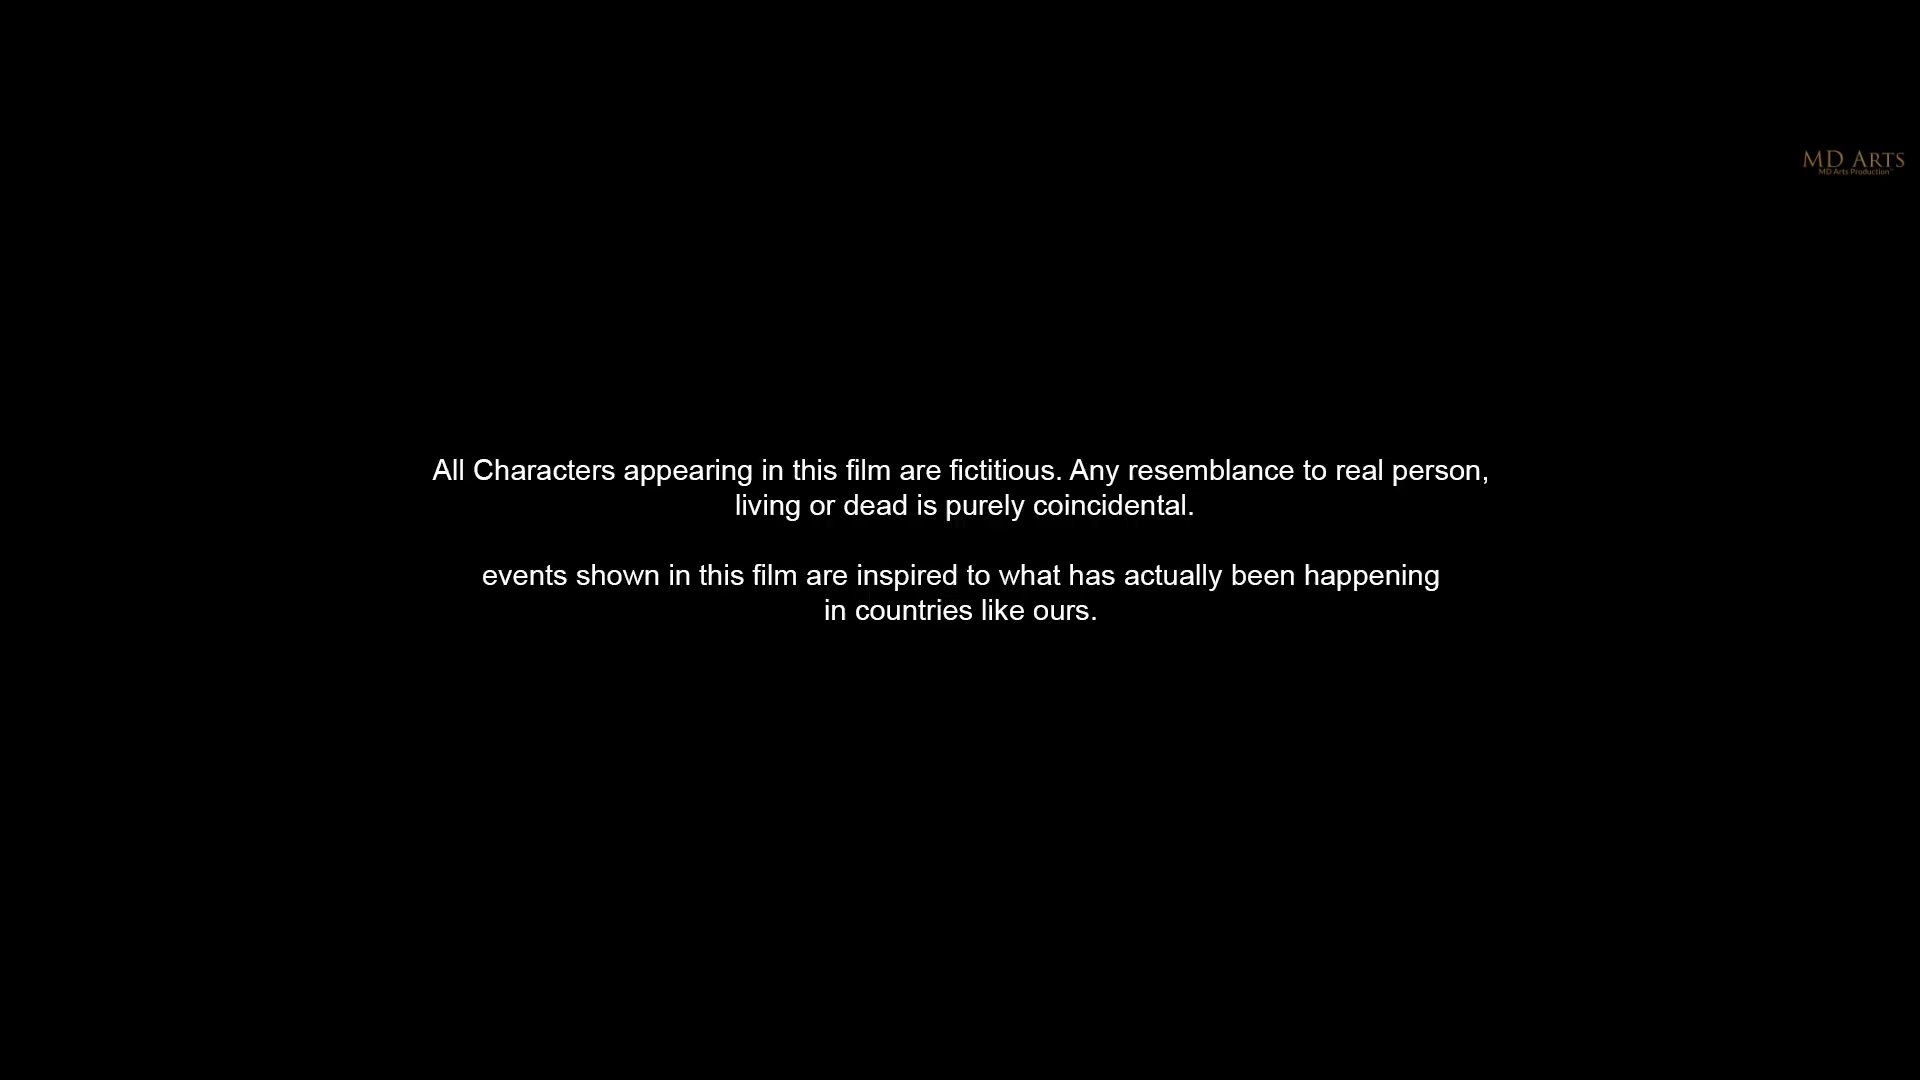 MD ARTS
MD Arts Production™
All Characters appearing in this film are fictitious. Any resemblance to real person,
living or dead is purely coincidental.
events shown in this film are inspired to what has actually been happening
in countries like ours.